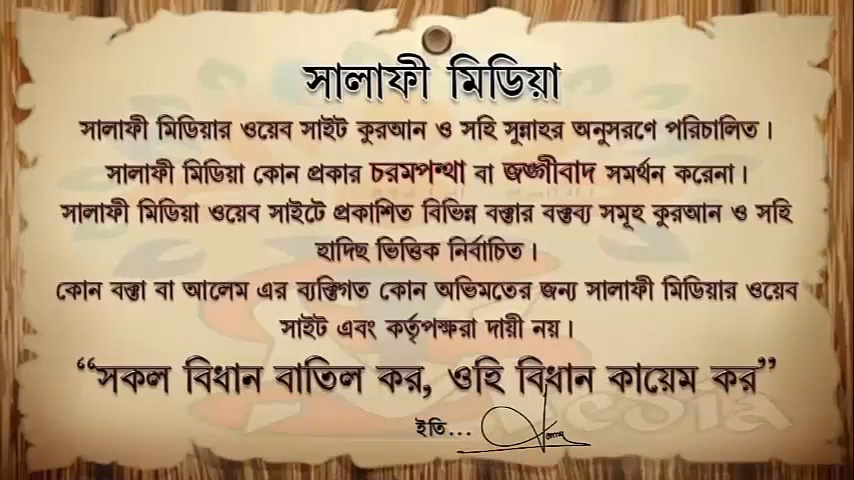 সালাফী মিডিয়া
সালাফী মিডিয়ার ওয়েব সাইট কুরআন ও সহি সুন্নাহর অনুসরণে পরিচালিত।
সালাফী মিডিয়া কোন প্রকার চরমপন্থা বা জঙ্গীবাদ সমর্থন করেনা।
সালাফী মিডিয়া ওয়েব সাইটে প্রকাশিত বিভিন্ন বক্তার বক্তব্য সমূহ কুরআন ও সহি
হাদিছ ভিত্তিক নির্বাচিত।
কোন বক্তা বা আলেম এর ব্যক্তিগত কোন অভিমতের জন্য সালাফী মিডিয়ার ওয়েব
সাইট এবং কর্তৃপক্ষরা দায়ী নয়।
“সকল বিধান বাতিল কর, ওহি বিধান কায়েম কর”
ইতি...